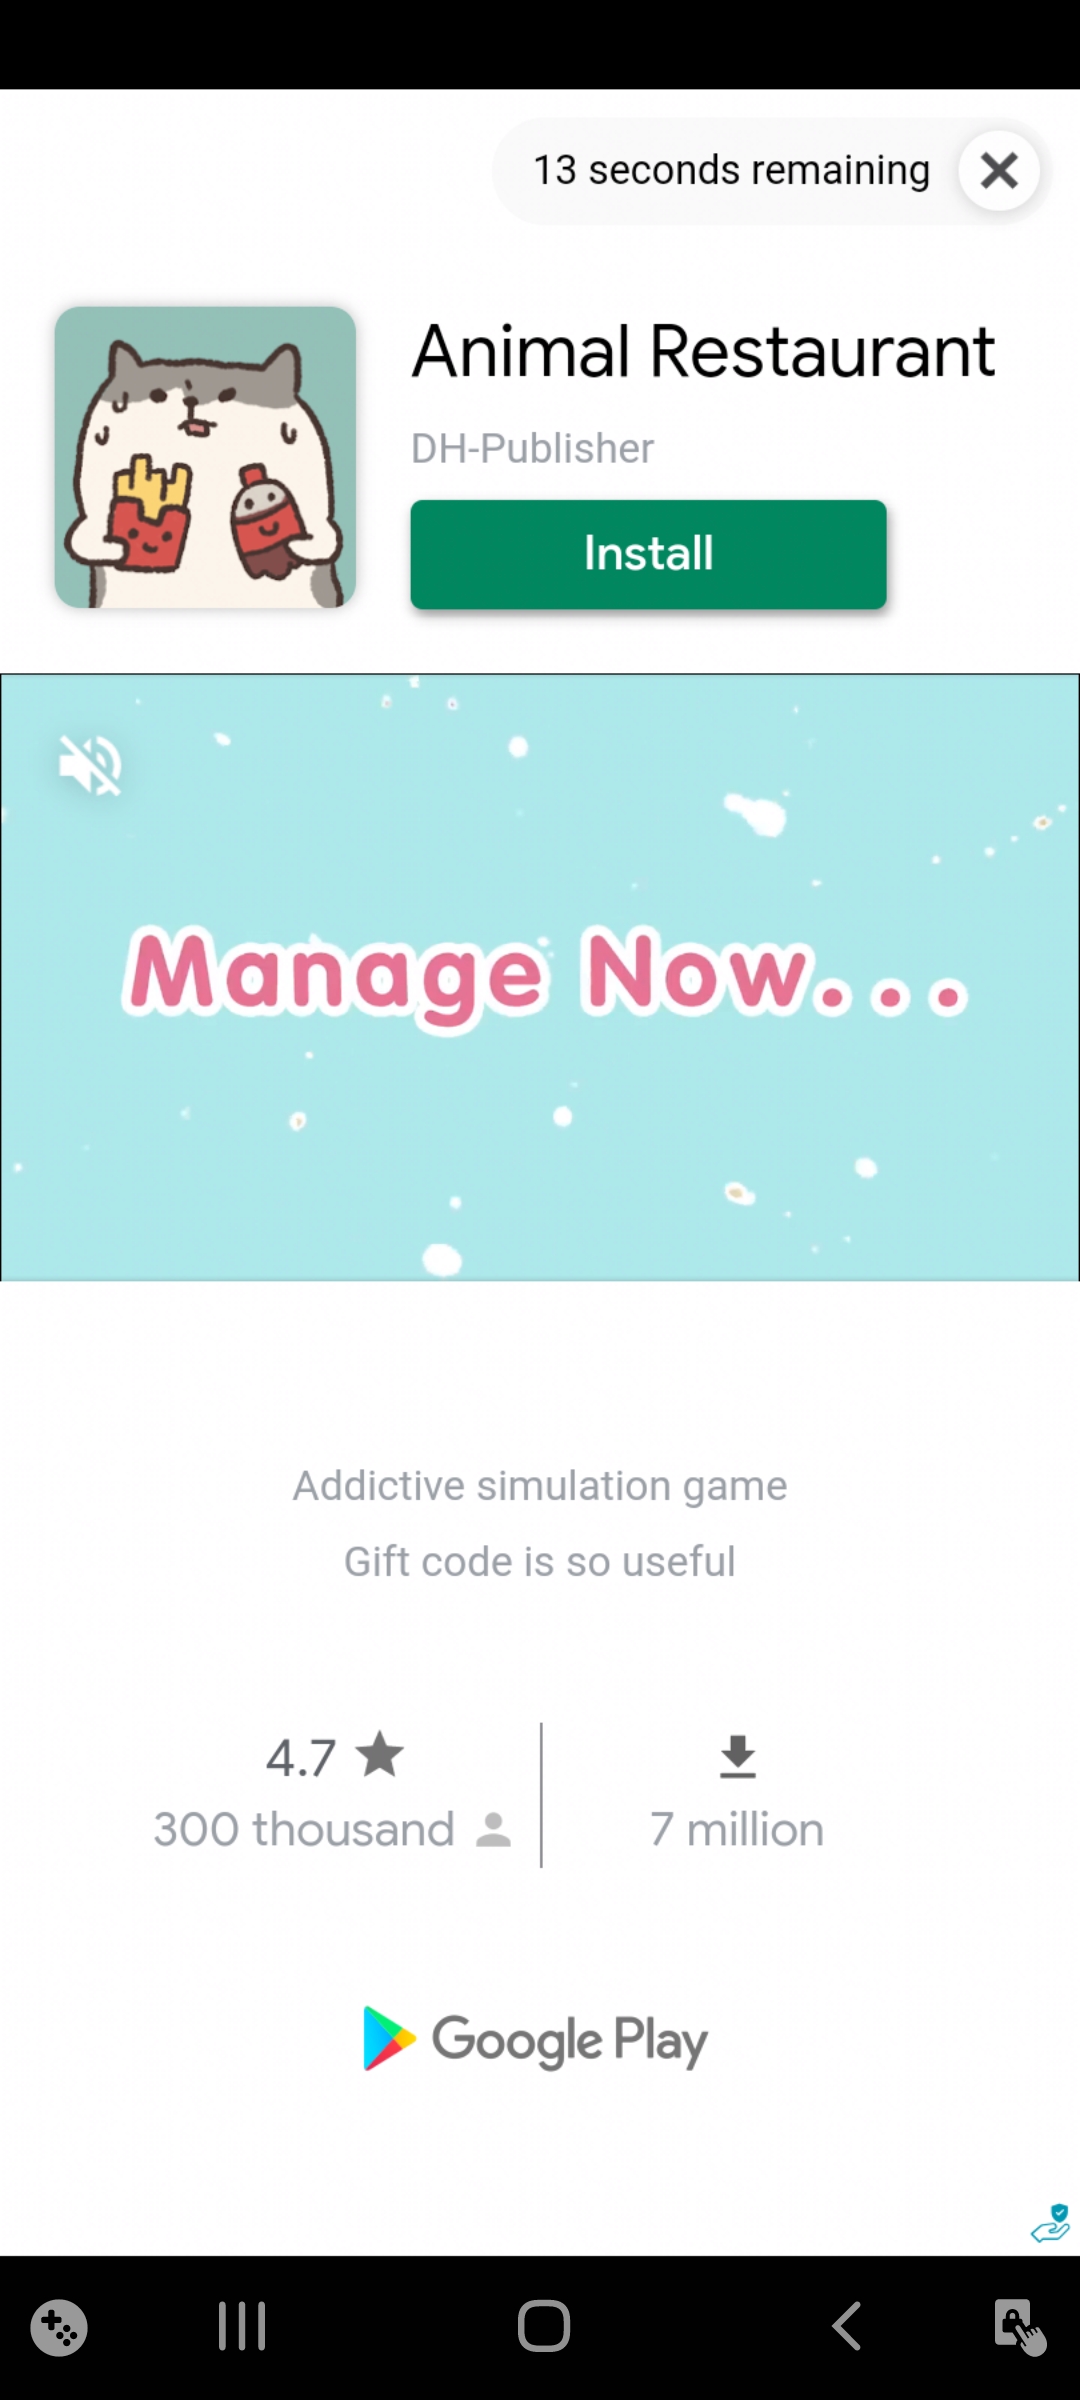 13 seconds remaining
Animal Restaurant
DH-Publisher
Install
Manage Now...
Addictive simulation game
Gift code is so useful
4.7
300 thousand
7 million
Google Play